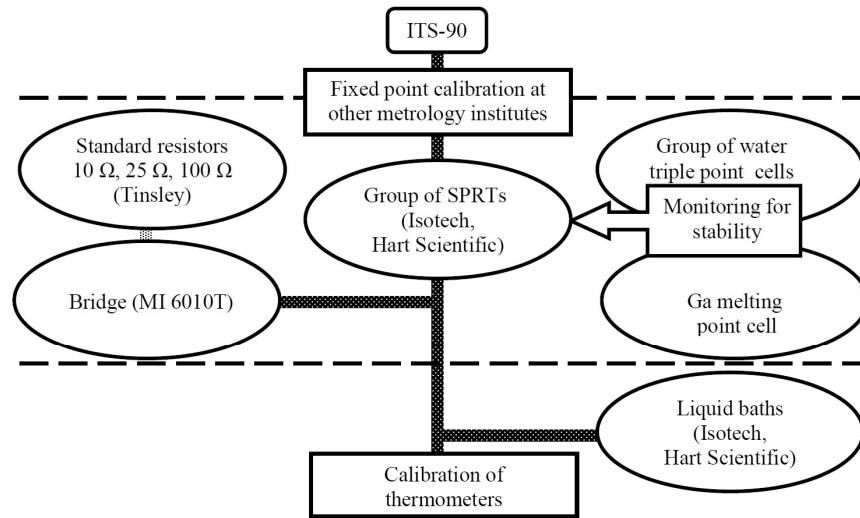 ITS-90
Fixed point calibration at
other metrology institutes
Standard resistors
10 Ω, 25 Ω, 100 Ω
(Tinsley)
Group of SPRTs
(Isotech,
Hart Scientific)
Group of water
triple point cells
Monitoring for
stability
Bridge (MI 6010T)
Ga melting
point cell
Liquid baths
(Isotech,
Hart Scientific)
Calibration of
thermometers